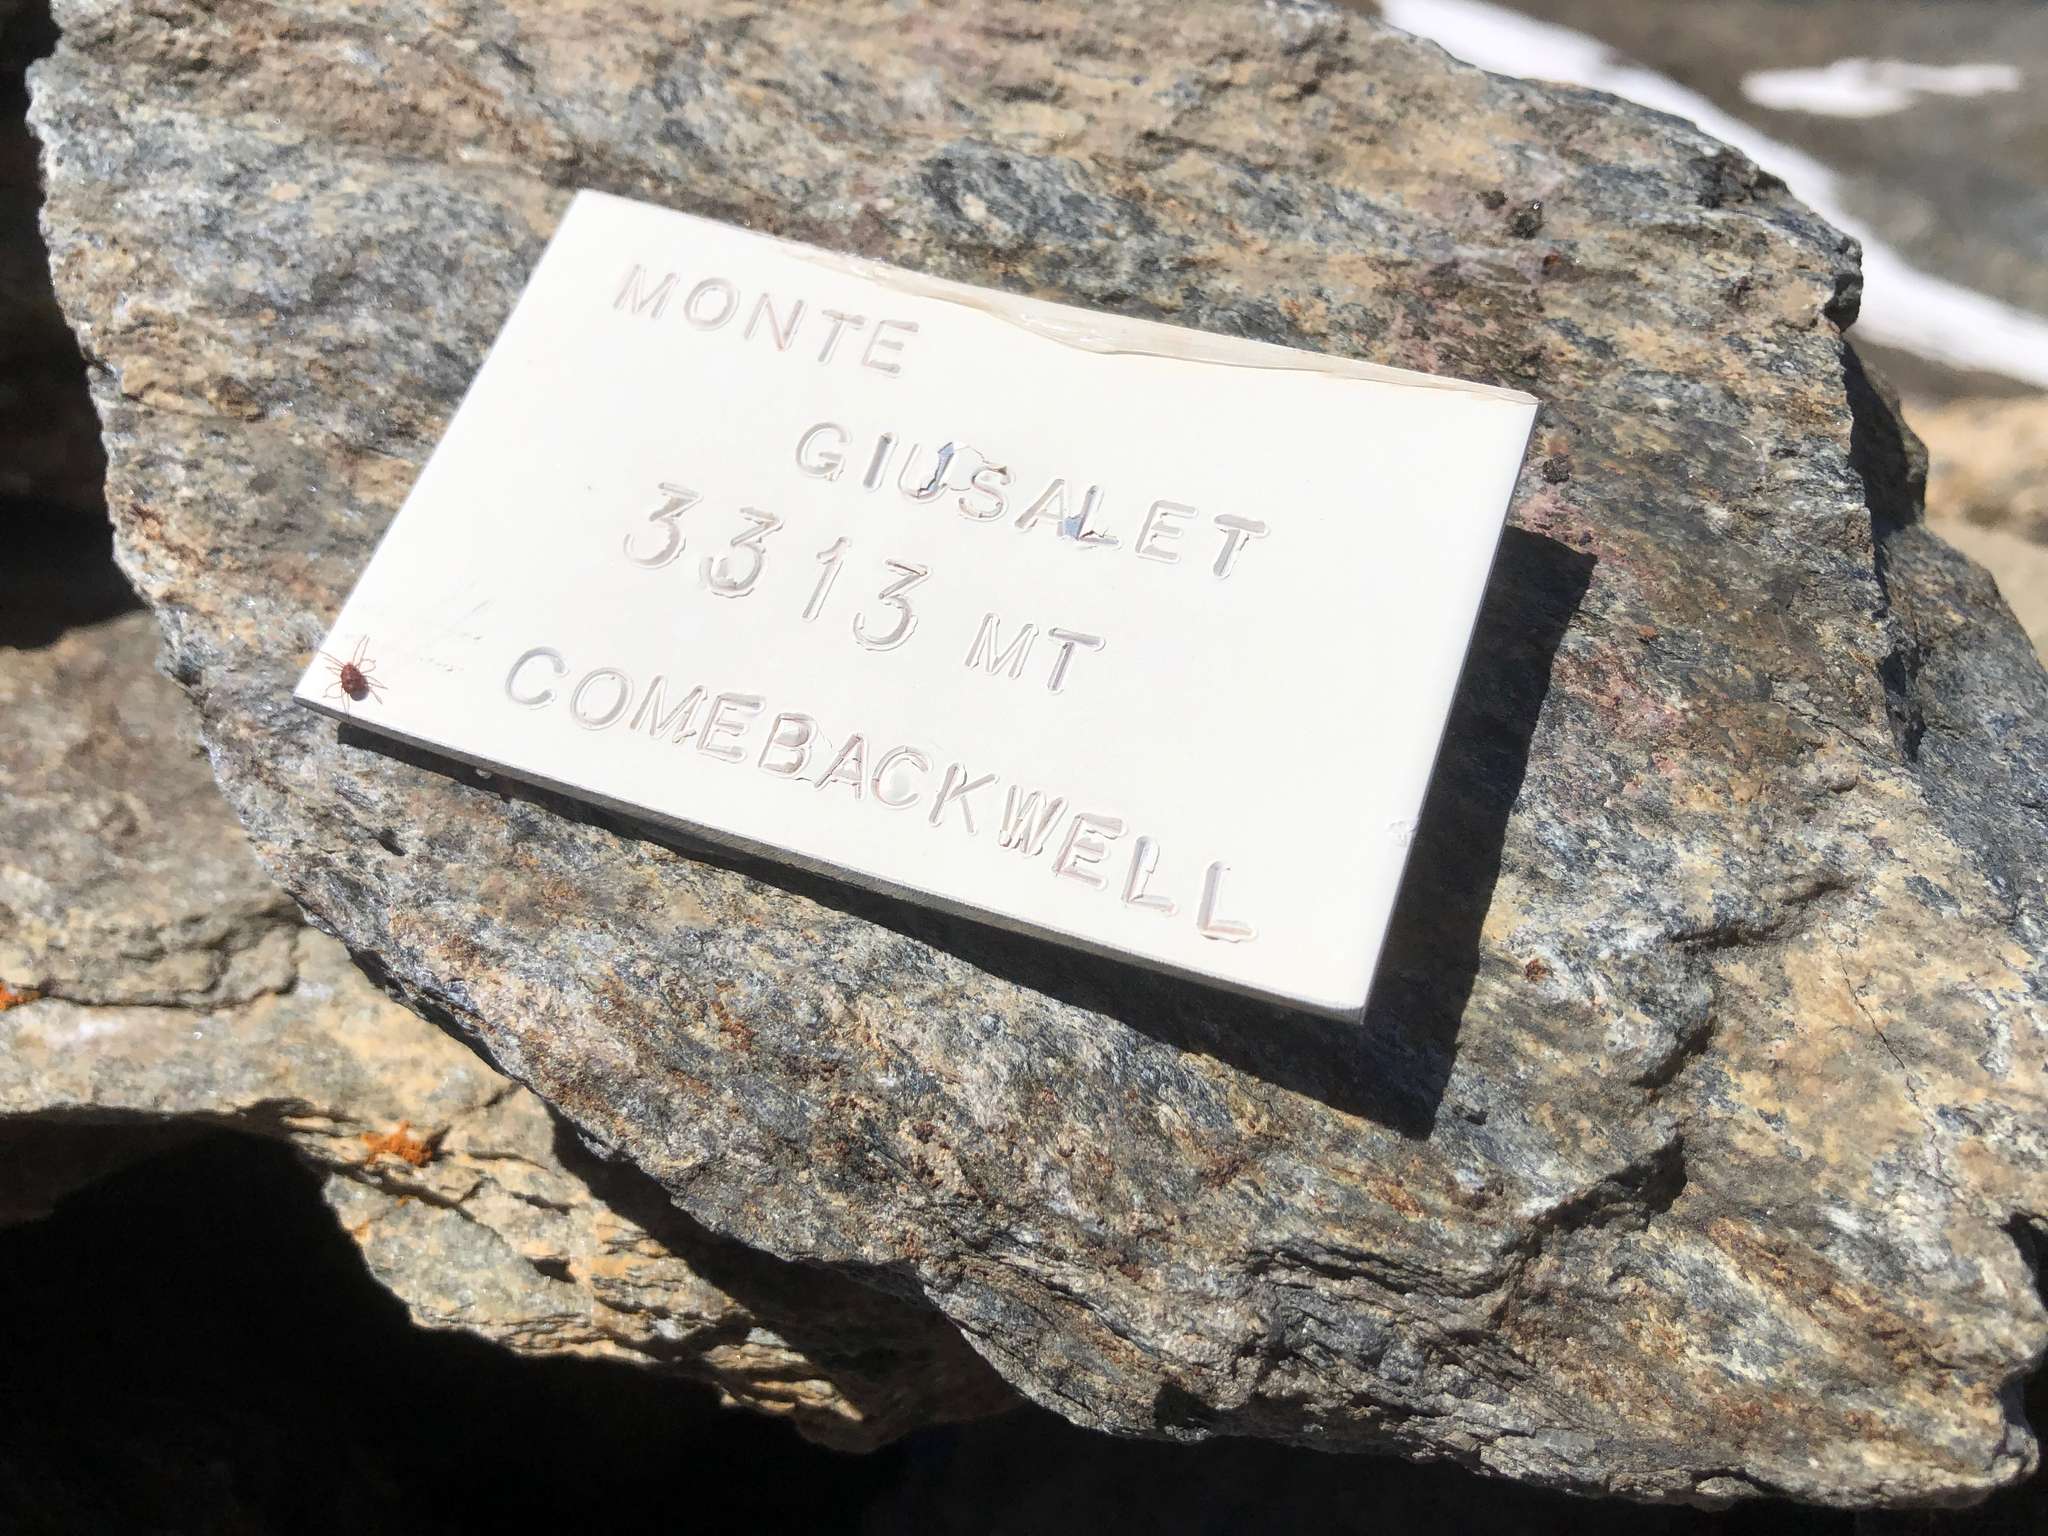 MONTE
GIUSALET
3313 MT
COMEBACKWELL